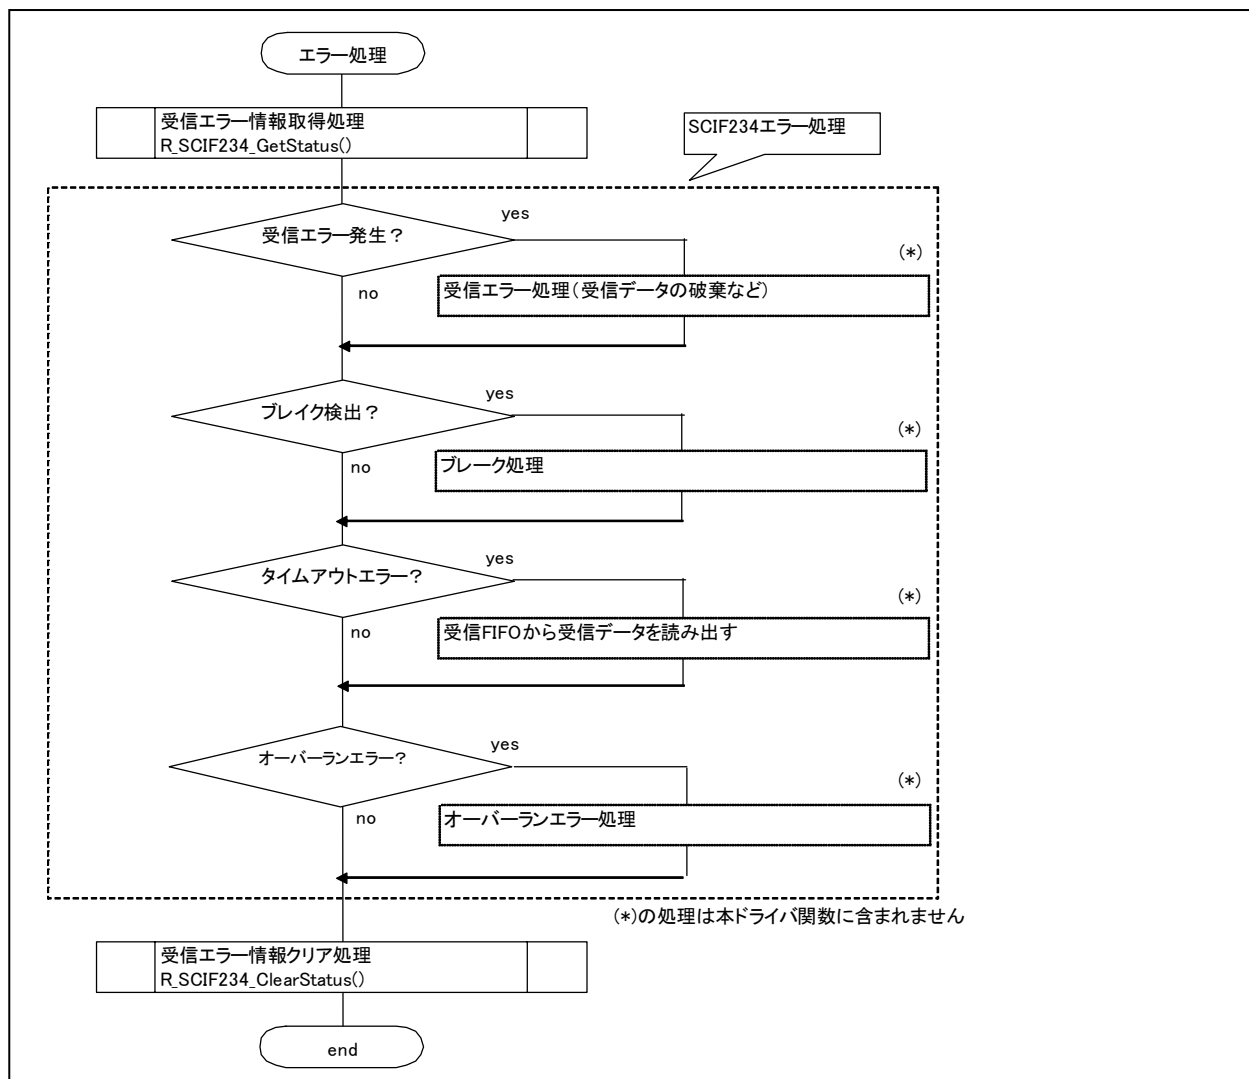 エラー処理
受信エラー情報取得処理
R_SCIF234_GetStatus()
SCIF234エラー処理
yes
受信エラー発生？
(*)
no
受信エラー処理（受信データの破棄など）
yes
ブレイク検出？
(*)
no
ブレーク処理
yes
タイムアウトエラー？
(*)
no
受信FIFOから受信データを読み出す
yes
オーバーランエラー？
(*)
no
オーバーランエラー処理
(*)の処理は本ドライバ関数に含まれません
受信エラー情報クリア処理
R_SCIF234_ClearStatus()
end